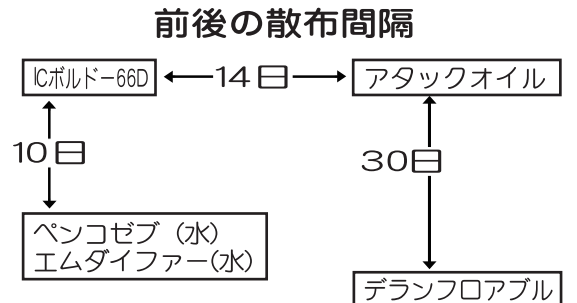 前後の散布間隔
ICボルドー66D
14日
アタックオイル
10日
30日
ペンコゼブ(水)
エムダイファー(水)
デランフロアブル